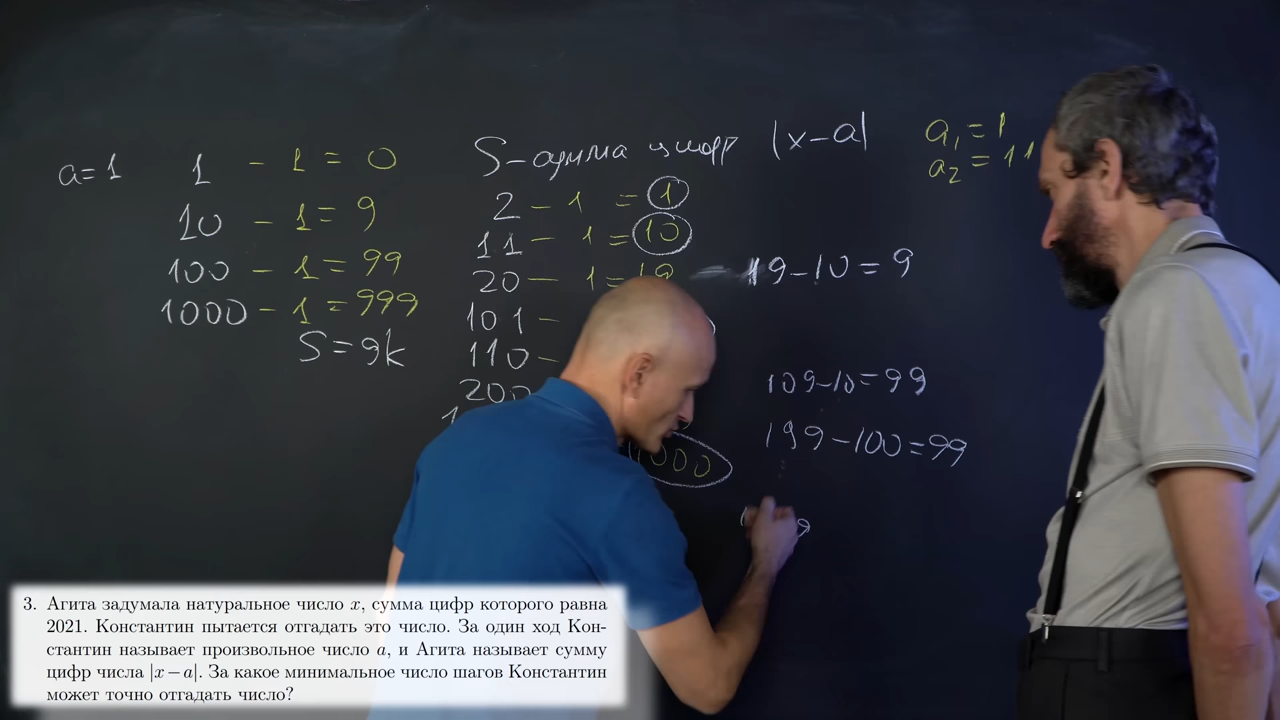 a=1
1 - 1 = 0
10 - 1 = 9
100 - 1 = 99
1000 - 1 = 999
S=9k
S-сумма цифр |x-a|
2 - 1 = 1
11 - 1 = 10
20 - 1 = 19 - 19-10=9
101 -
110 -
200
109-10=99
199-100=99
a₁=1
a₂=11
3. Агита задумала натуральное число x, сумма цифр которого равна
2021. Константин пытается отгадать это число. За один ход Кон-
стантин называет произвольное число a, и Агита называет сумму
цифр числа |x−a|. За какое минимальное число шагов Константин
может точно отгадать число?